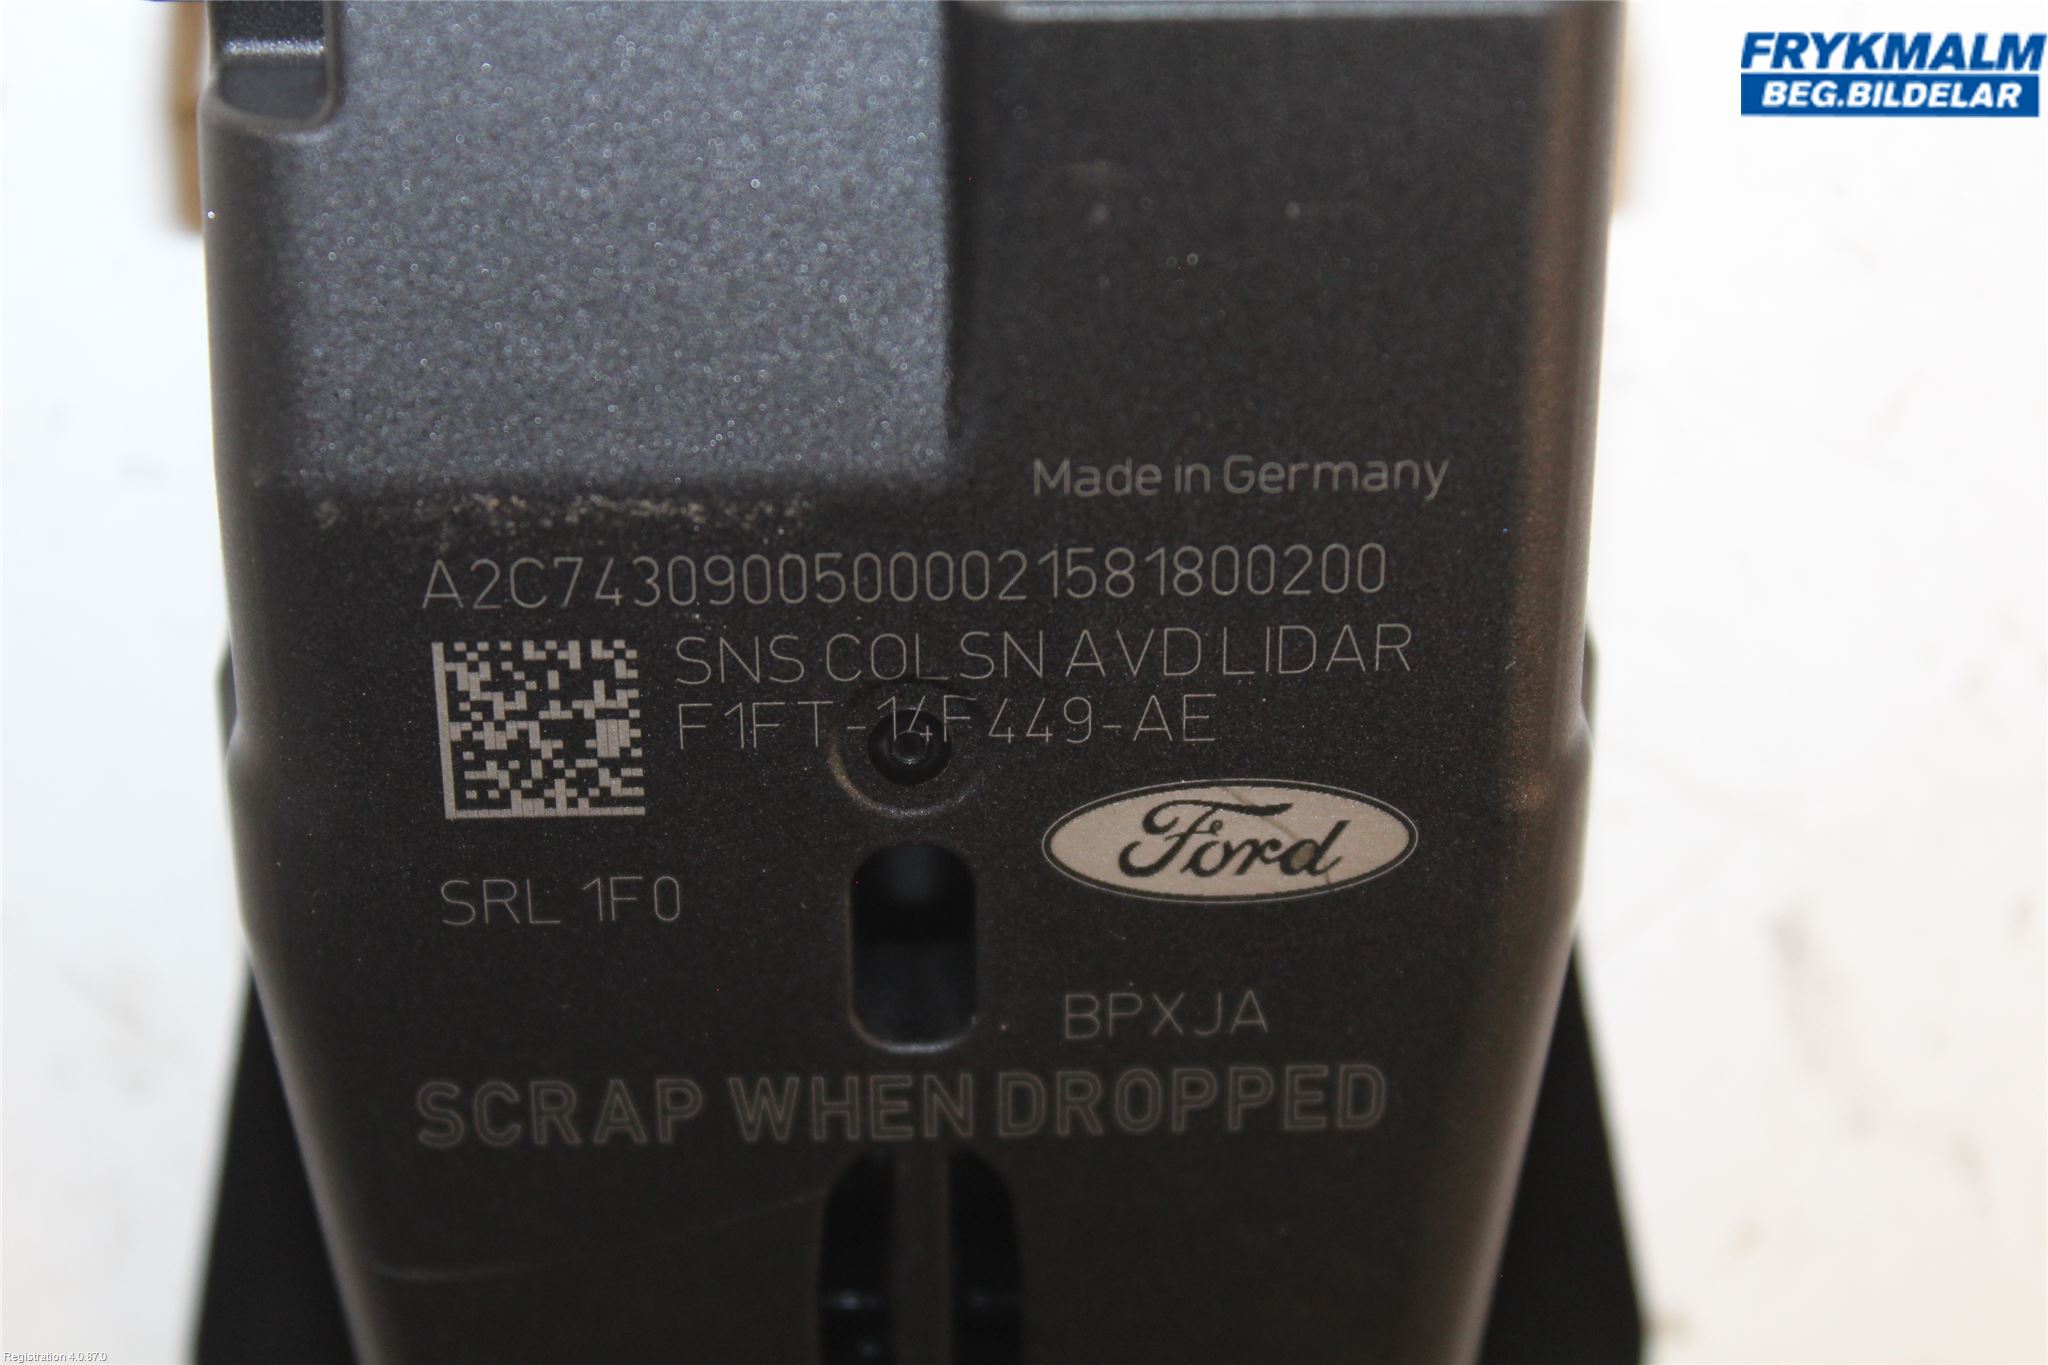 FRYKMALM
BEG.BILDELAR
Made in Germany
A2C74309005000021581800200
SNS COLSN AVD LIDAR
F1FT-14F449-AE
Ford
SRL 1F0
BPXJA
SCRAP WHEN DROPPED
Registration 4.0.87.0